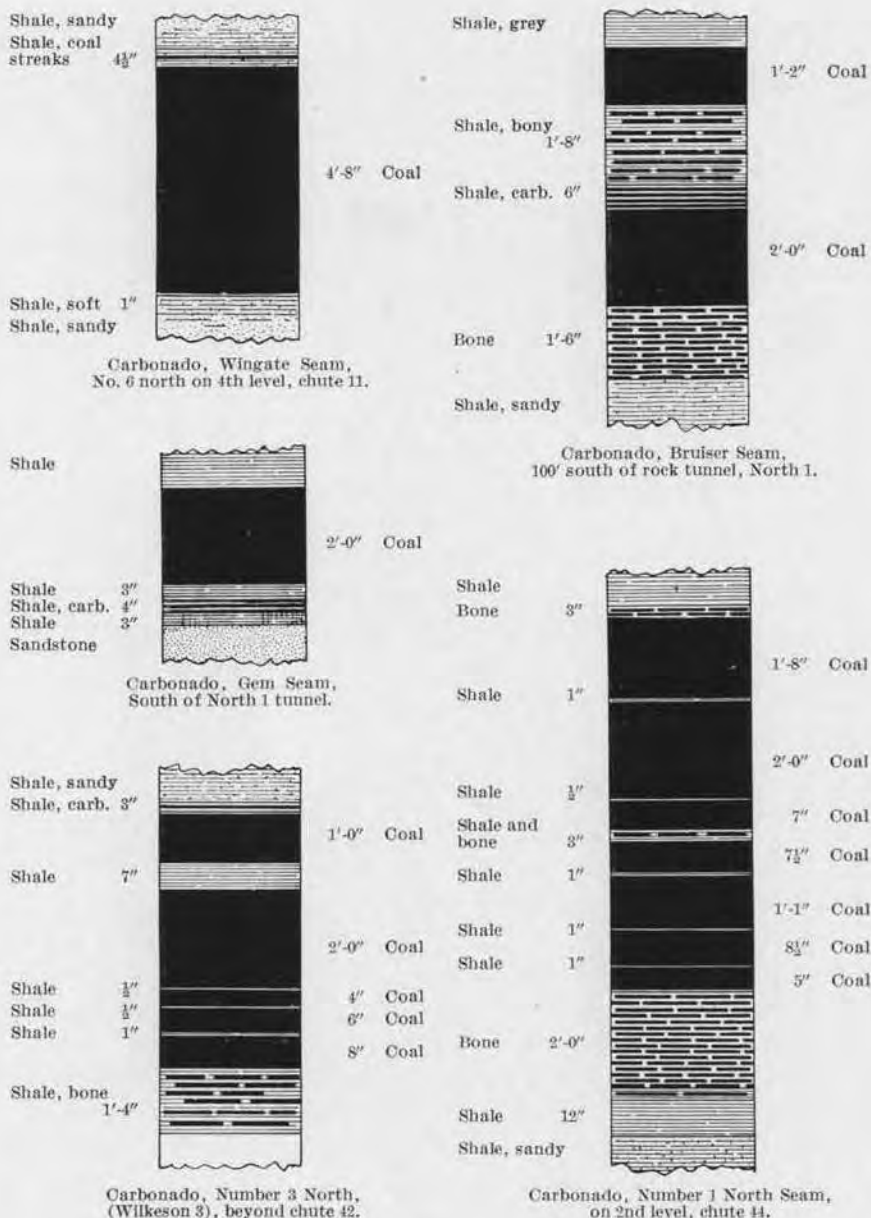 Shale, sandy
Shale, coal
streaks 4½"
4'-8" Coal
Shale, soft 1"
Shale, sandy
Carbonado, Wingate Seam,
No. 6 north on 4th level, chute 11.
Shale
2'-0" Coal
Shale 3"
Shale, carb. 4"
Shale 3"
Sandstone
Carbonado, Gem Seam,
South of North 1 tunnel.
Shale, sandy
Shale, carb. 3"
1'-0" Coal
Shale 7"
2'-0" Coal
Shale ½"
4" Coal
Shale ½"
6" Coal
Shale 1"
8" Coal
Shale, bone
1'-4"
Carbonado, Number 3 North,
(Wilkeson 3), beyond chute 42.
Shale, grey
1'-2" Coal
Shale, bony
1'-8"
Shale, carb. 6"
2'-0" Coal
Bone 1'-6"
Shale, sandy
Carbonado, Bruiser Seam,
100' south of rock tunnel, North 1.
Shale
Bone 3"
1'-8" Coal
Shale 1"
2'-0" Coal
Shale ½"
7" Coal
Shale and
bone 3"
7½" Coal
Shale 1"
1'-1" Coal
Shale 1"
8½" Coal
Shale 1"
5" Coal
Bone 2'-0"
Shale 12"
Shale, sandy
Carbonado, Number 1 North Seam,
on 2nd level, chute 44.